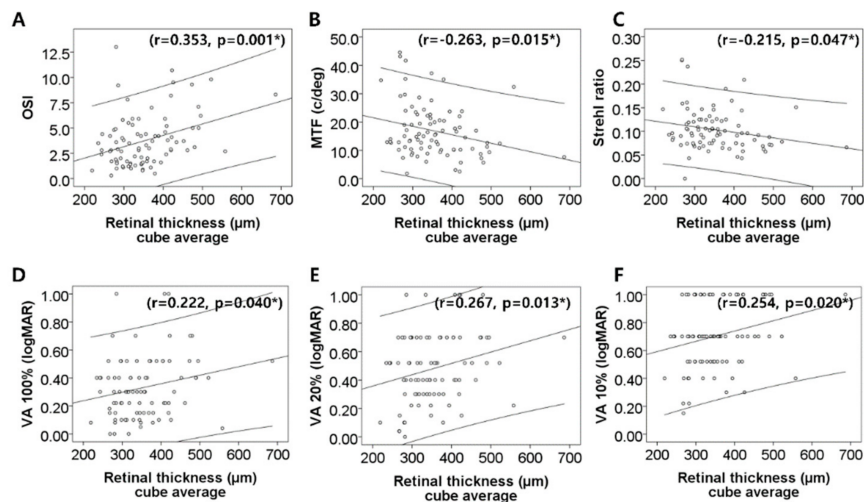 A
(r=0.353, p=0.001*)
OSI
12.5
10.0
7.5
5.0
2.5
0.0
200 300 400 500 600 700
Retinal thickness (μm)
cube average
B
(r=-0.263, p=0.015*)
MTF (c/deg)
50.0
40.0
30.0
20.0
10.0
0.0
200 300 400 500 600 700
Retinal thickness (μm)
cube average
C
(r=-0.215, p=0.047*)
Strehl ratio
0.30
0.25
0.20
0.15
0.10
0.05
0.00
200 300 400 500 600 700
Retinal thickness (μm)
cube average
D
(r=0.222, p=0.040*)
VA 100% (logMAR)
1.00
0.80
0.60
0.40
0.20
0.00
200 300 400 500 600 700
Retinal thickness (μm)
cube average
E
(r=0.267, p=0.013*)
VA 20% (logMAR)
1.00
0.80
0.60
0.40
0.20
0.00
200 300 400 500 600 700
Retinal thickness (μm)
cube average
F
(r=0.254, p=0.020*)
VA 10% (logMAR)
1.00
0.80
0.60
0.40
0.20
0.00
200 300 400 500 600 700
Retinal thickness (μm)
cube average